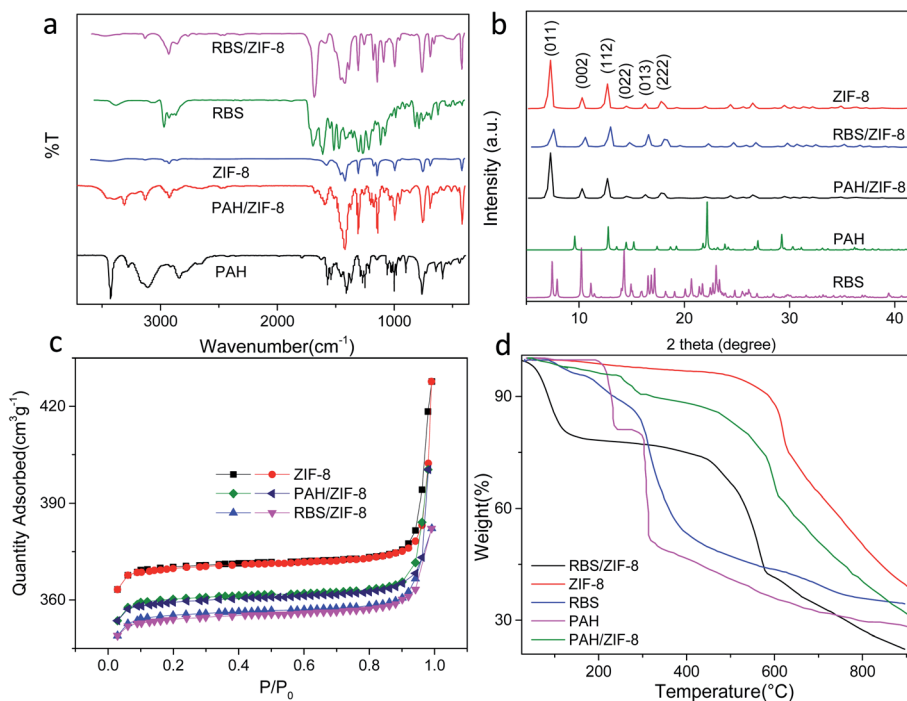 a
RBS/ZIF-8
RBS
ZIF-8
PAH/ZIF-8
PAH
%T
3000 2000 1000
Wavenumber(cm⁻¹)
b
(011)
(002)
(112)
(022)
(013)
(222)
ZIF-8
RBS/ZIF-8
PAH/ZIF-8
PAH
RBS
Intensity (a.u.)
10 20 30 40
2 theta (degree)
c
420
390
360
Quantity Adsorbed(cm³g⁻¹)
ZIF-8
PAH/ZIF-8
RBS/ZIF-8
0.0 0.2 0.4 0.6 0.8 1.0
P/P₀
d
90
60
30
Weight(%)
RBS/ZIF-8
ZIF-8
RBS
PAH
PAH/ZIF-8
200 400 600 800
Temperature(°C)